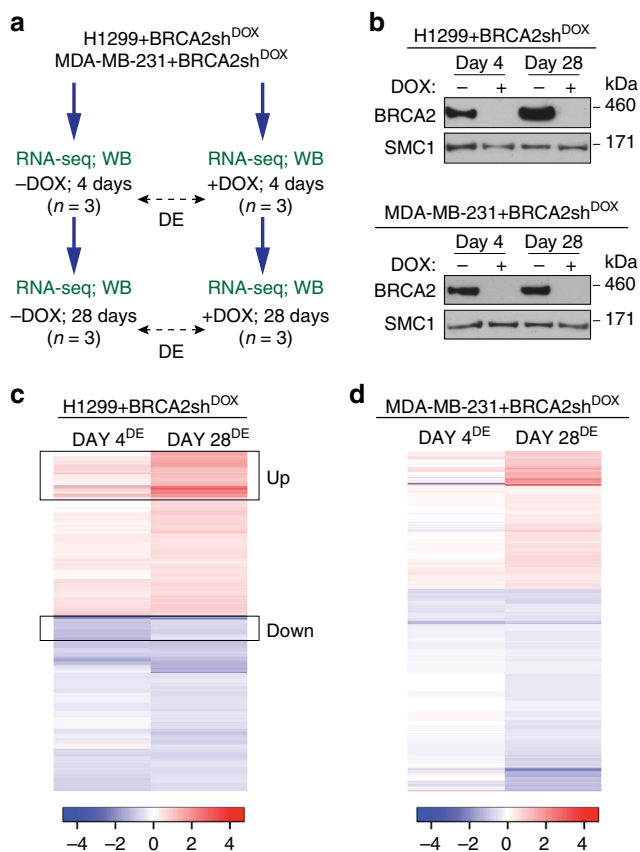 a
H1299+BRCA2sh^DOX
MDA-MB-231+BRCA2sh^DOX
RNA-seq; WB
–DOX; 4 days
(n = 3)
RNA-seq; WB
+DOX; 4 days
(n = 3)
DE
RNA-seq; WB
–DOX; 28 days
(n = 3)
RNA-seq; WB
+DOX; 28 days
(n = 3)
DE
b
H1299+BRCA2sh^DOX
Day 4 Day 28
DOX: – + – + kDa
BRCA2 - 460
SMC1 - 171
MDA-MB-231+BRCA2sh^DOX
Day 4 Day 28
DOX: – + – + kDa
BRCA2 - 460
SMC1 - 171
c
H1299+BRCA2sh^DOX
DAY 4^DE DAY 28^DE
Up
Down
−4 −2 0 2 4
d
MDA-MB-231+BRCA2sh^DOX
DAY 4^DE DAY 28^DE
−4 −2 0 2 4